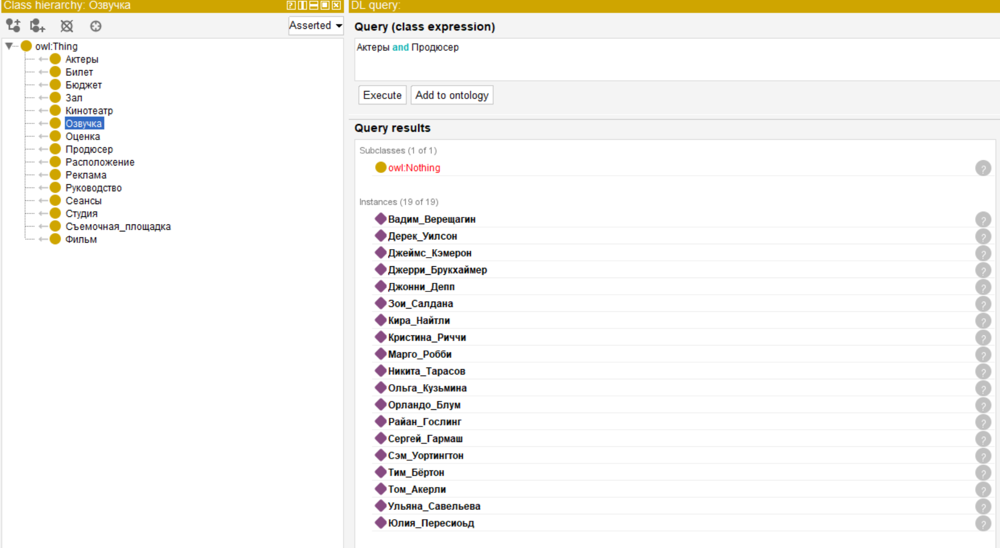 Class hierarchy: Озвучка
Asserted
owl:Thing
Актеры
Билет
Бюджет
Зал
Кинотеатр
Озвучка
Оценка
Продюсер
Расположение
Реклама
Руководство
Сеансы
Студия
Съемочная_площадка
Фильм
DL query:
Query (class expression)
Актеры and Продюсер
Execute Add to ontology
Query results
Subclasses (1 of 1)
owl:Nothing ?
Instances (19 of 19)
Вадим_Верещагин ?
Дерек_Уилсон ?
Джеймс_Кэмерон ?
Джерри_Брукхаймер ?
Джонни_Депп ?
Зои_Салдана ?
Кира_Найтли ?
Кристина_Риччи ?
Марго_Робби ?
Никита_Тарасов ?
Ольга_Кузьмина ?
Орландо_Блум ?
Райан_Гослинг ?
Сергей_Гармаш ?
Сэм_Уортингтон ?
Тим_Бёртон ?
Том_Акерли ?
Ульяна_Савельева ?
Юлия_Пересиоьд ?